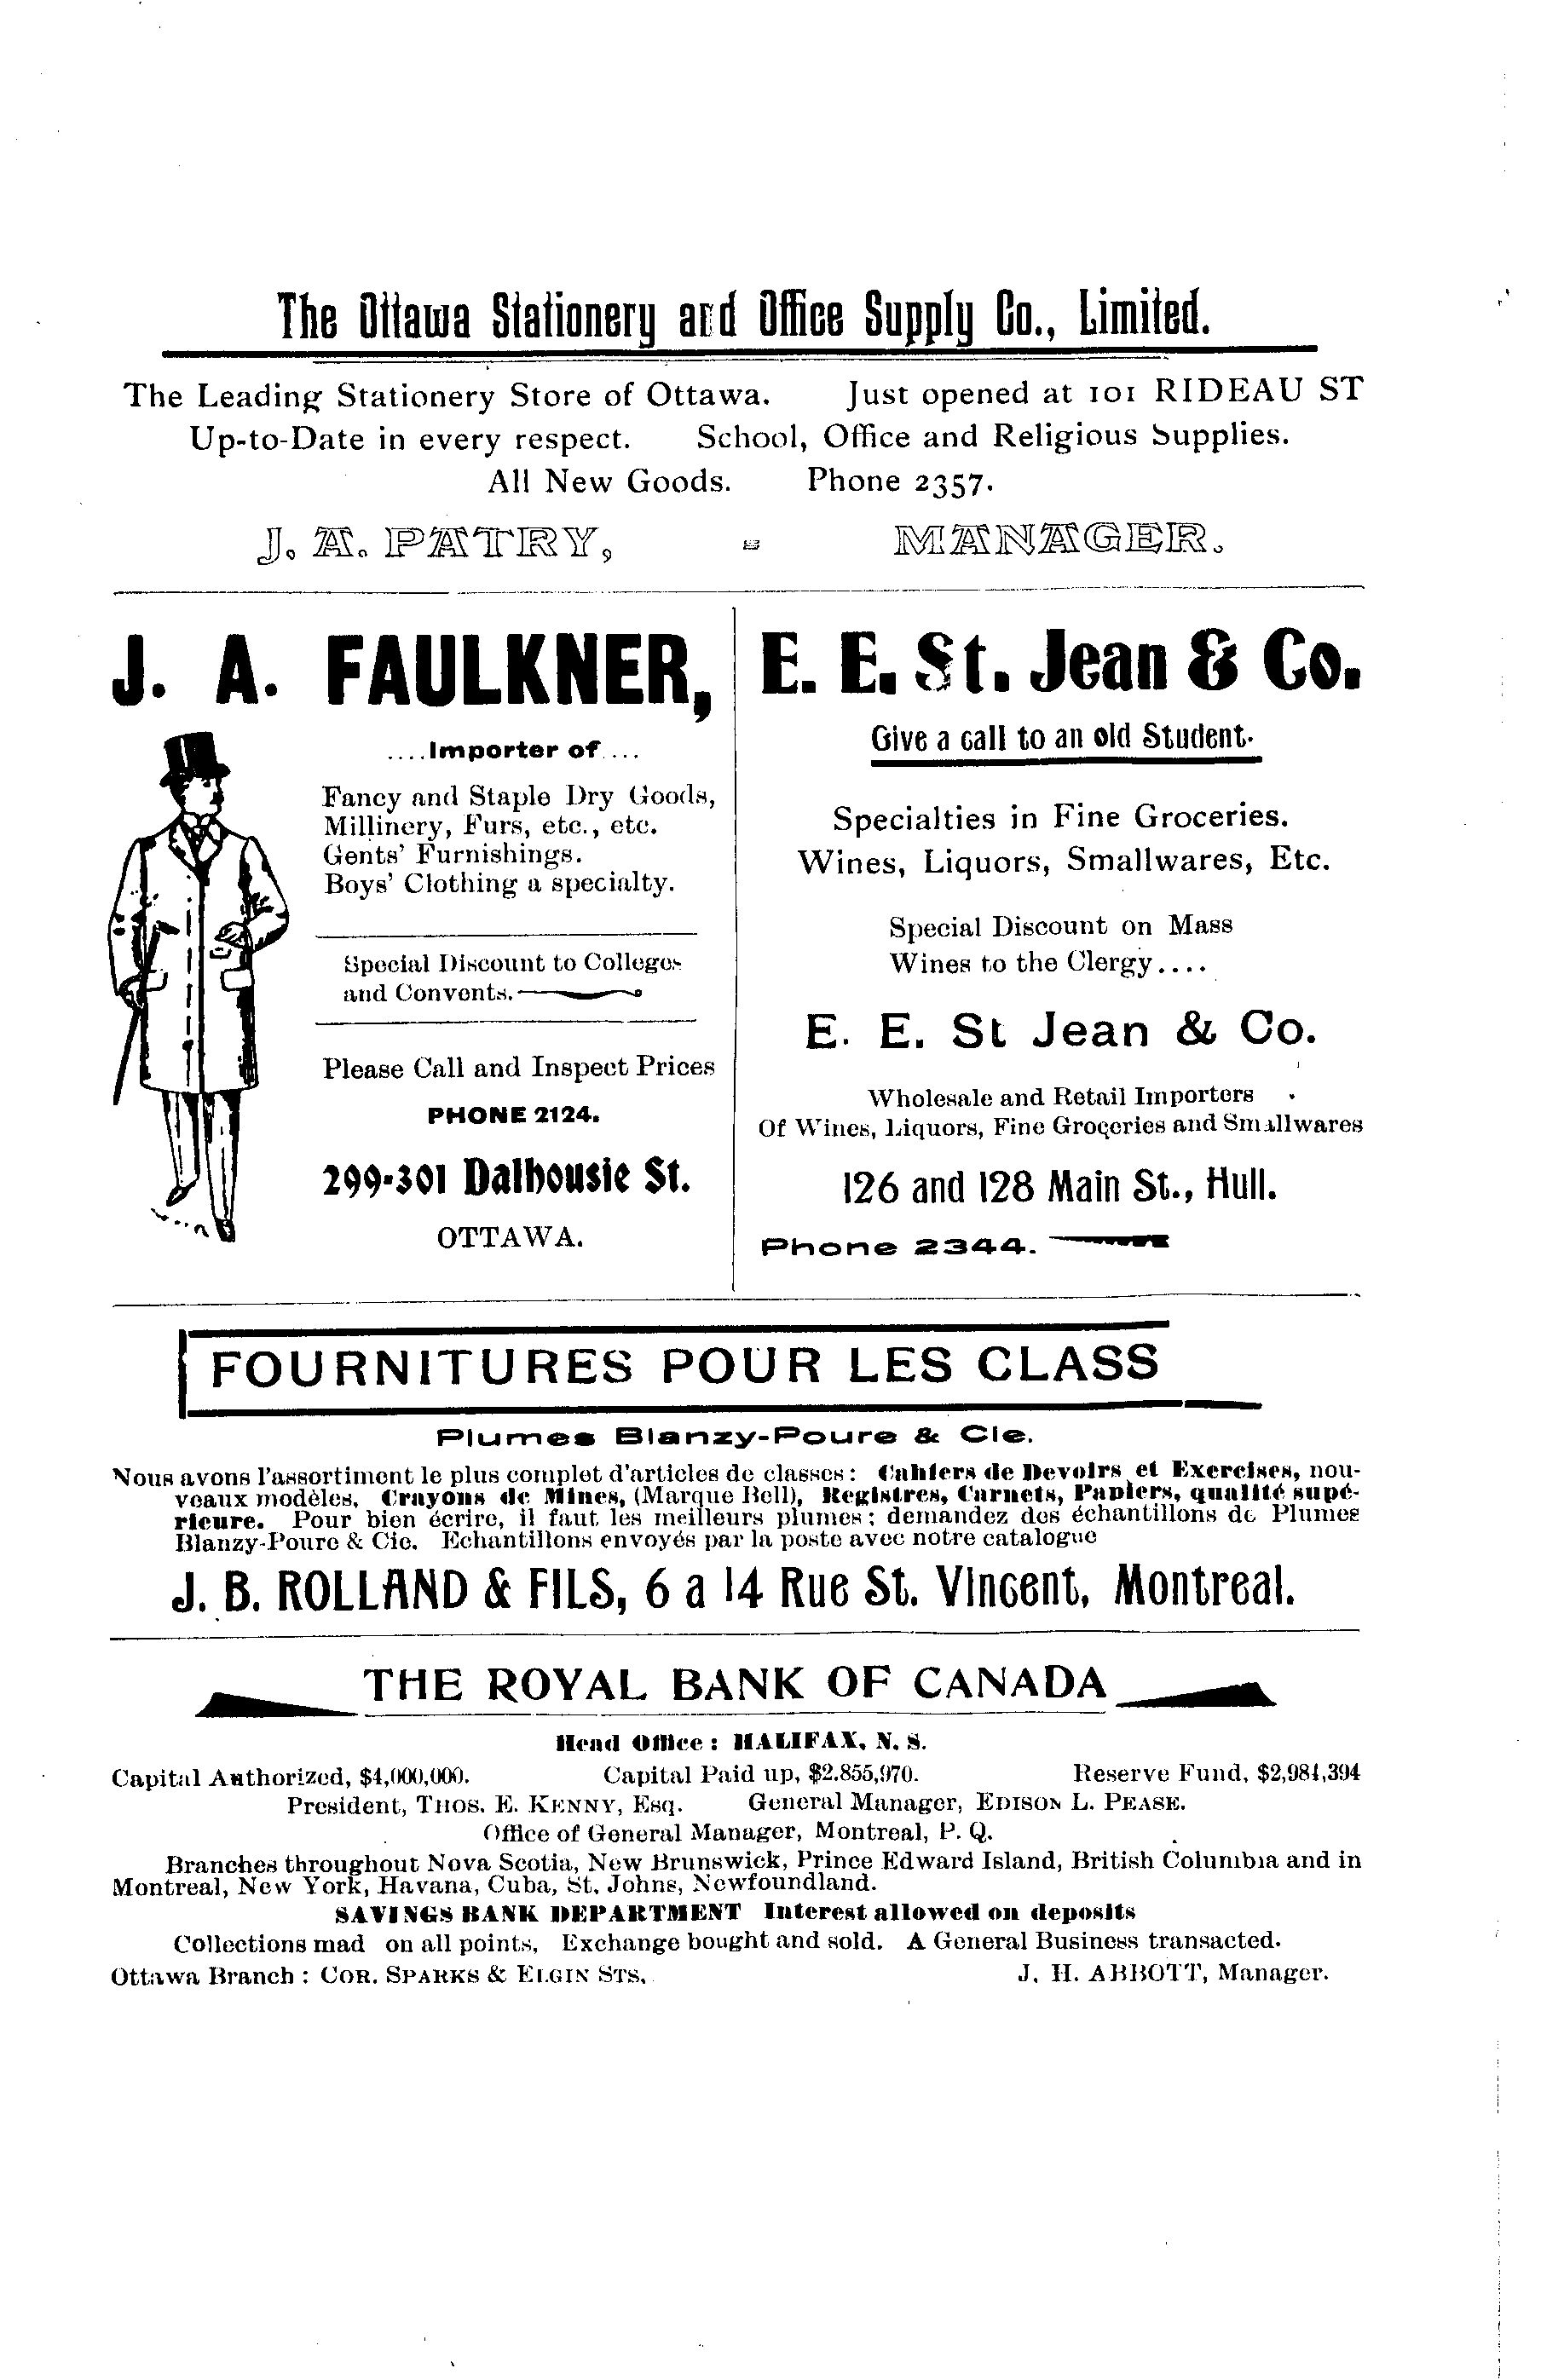 The Ottawa Stationery and Office Supply Co., Limited.
The Leading Stationery Store of Ottawa. Just opened at 101 RIDEAU ST
Up-to-Date in every respect. School, Office and Religious Supplies.
All New Goods. Phone 2357.
J. A. PATRY, - MANAGER.
J. A. FAULKNER,
....Importer of....
Fancy and Staple Dry Goods,
Millinery, Furs, etc., etc.
Gents' Furnishings.
Boys' Clothing a specialty.
Special Discount to Colleges
and Convents.
Please Call and Inspect Prices
PHONE 2124.
299-301 Dalhousie St.
OTTAWA.
E. E. St. Jean & Co.
Give a call to an old Student.
Specialties in Fine Groceries.
Wines, Liquors, Smallwares, Etc.
Special Discount on Mass
Wines to the Clergy....
E. E. St Jean & Co.
Wholesale and Retail Importers
Of Wines, Liquors, Fine Groceries and Smallwares
126 and 128 Main St., Hull.
Phone 2344.
FOURNITURES POUR LES CLASS
Plumes Blanzy-Poure & Cie.
Nous avons l'assortiment le plus complet d'articles de classes: Cahiers de Devoirs et Exercises, nou-
veaux modèles, Crayons de Mines, (Marque Bell), Registres, Carnets, Papiers, qualité supé-
rieure. Pour bien écrire, il faut les meilleurs plumes; demandez des échantillons de Plumes
Blanzy-Poure & Cie. Echantillons envoyés par la poste avec notre catalogue
J. B. ROLLAND & FILS, 6 a 14 Rue St. Vincent, Montreal.
THE ROYAL BANK OF CANADA
Head Office: HALIFAX, N. S.
Capital Authorized, $4,000,000. Capital Paid up, $2.855,970. Reserve Fund, $2,984,394
President, THOS. E. KENNY, Esq. General Manager, EDISON L. PEASE.
Office of General Manager, Montreal, P. Q.
Branches throughout Nova Scotia, New Brunswick, Prince Edward Island, British Columbia and in
Montreal, New York, Havana, Cuba, St. Johns, Newfoundland.
SAVINGS BANK DEPARTMENT Interest allowed on deposits
Collections mad on all points, Exchange bought and sold. A General Business transacted.
Ottawa Branch: COR. SPARKS & ELGIN STS, J. H. ABBOTT, Manager.